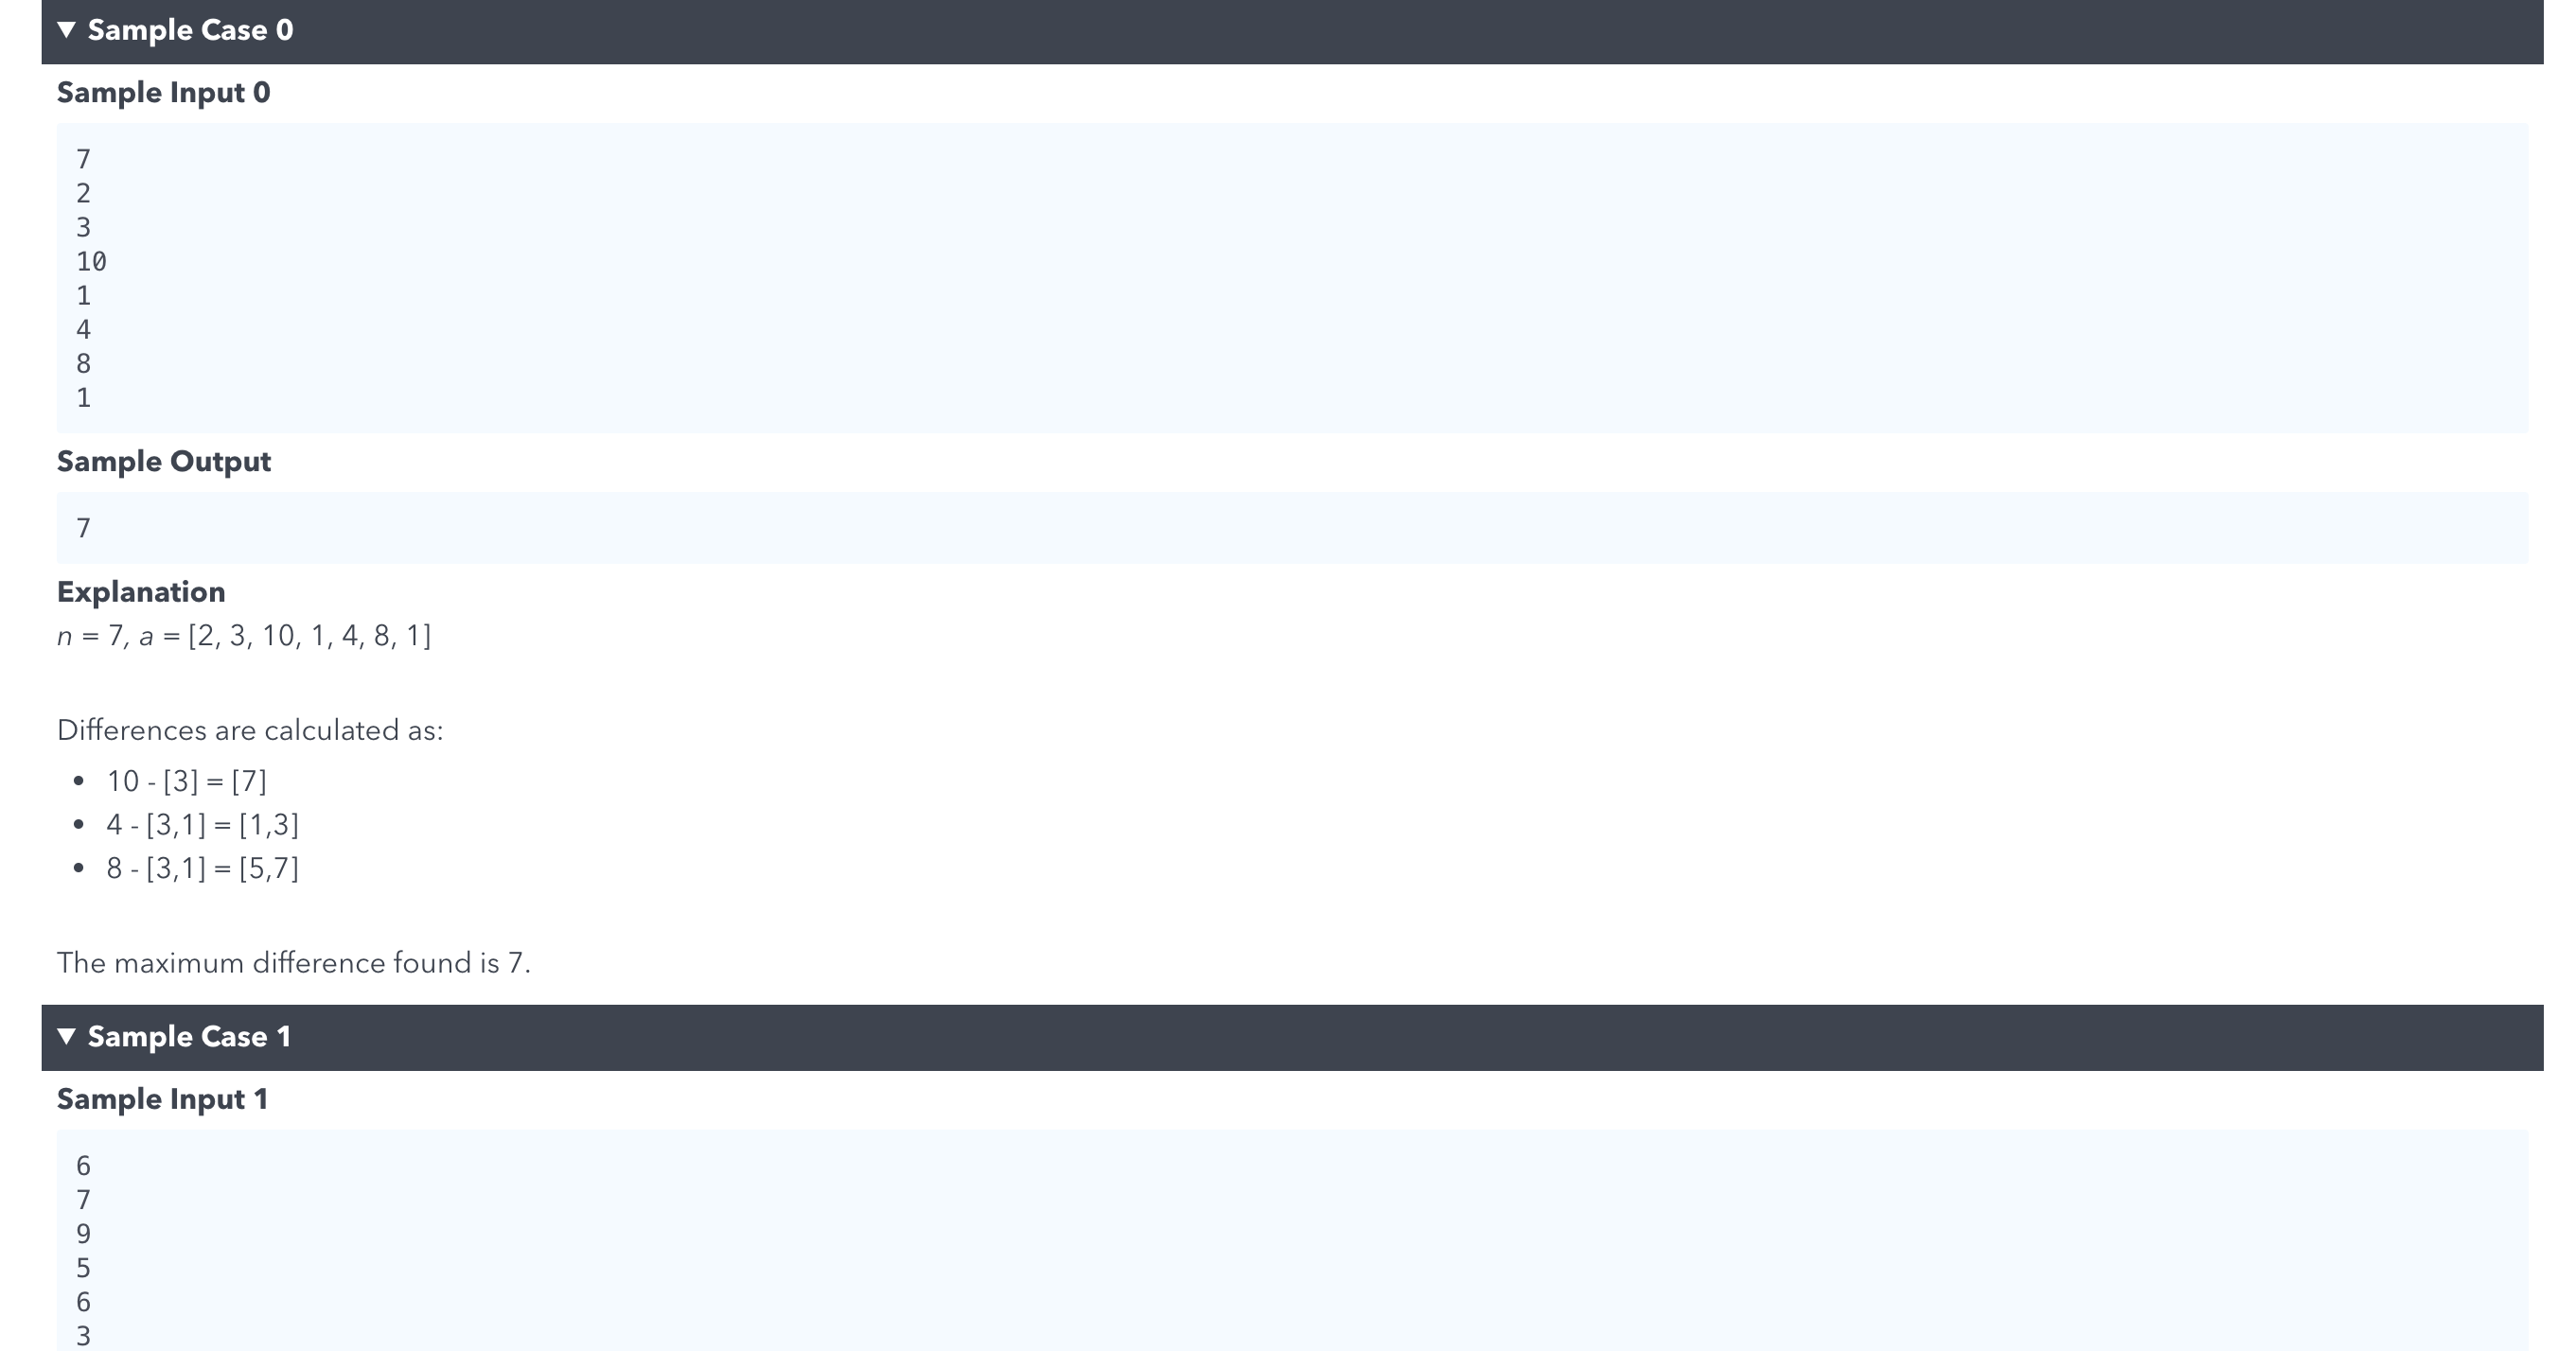 ▼ Sample Case 0
Sample Input 0
7
2
3
10
1
4
8
1
Sample Output
7
Explanation
n = 7, a = [2, 3, 10, 1, 4, 8, 1]
Differences are calculated as:
• 10 - [3] = [7]
• 4 - [3,1] = [1,3]
• 8 - [3,1] = [5,7]
The maximum difference found is 7.
▼ Sample Case 1
Sample Input 1
6
7
9
5
6
3